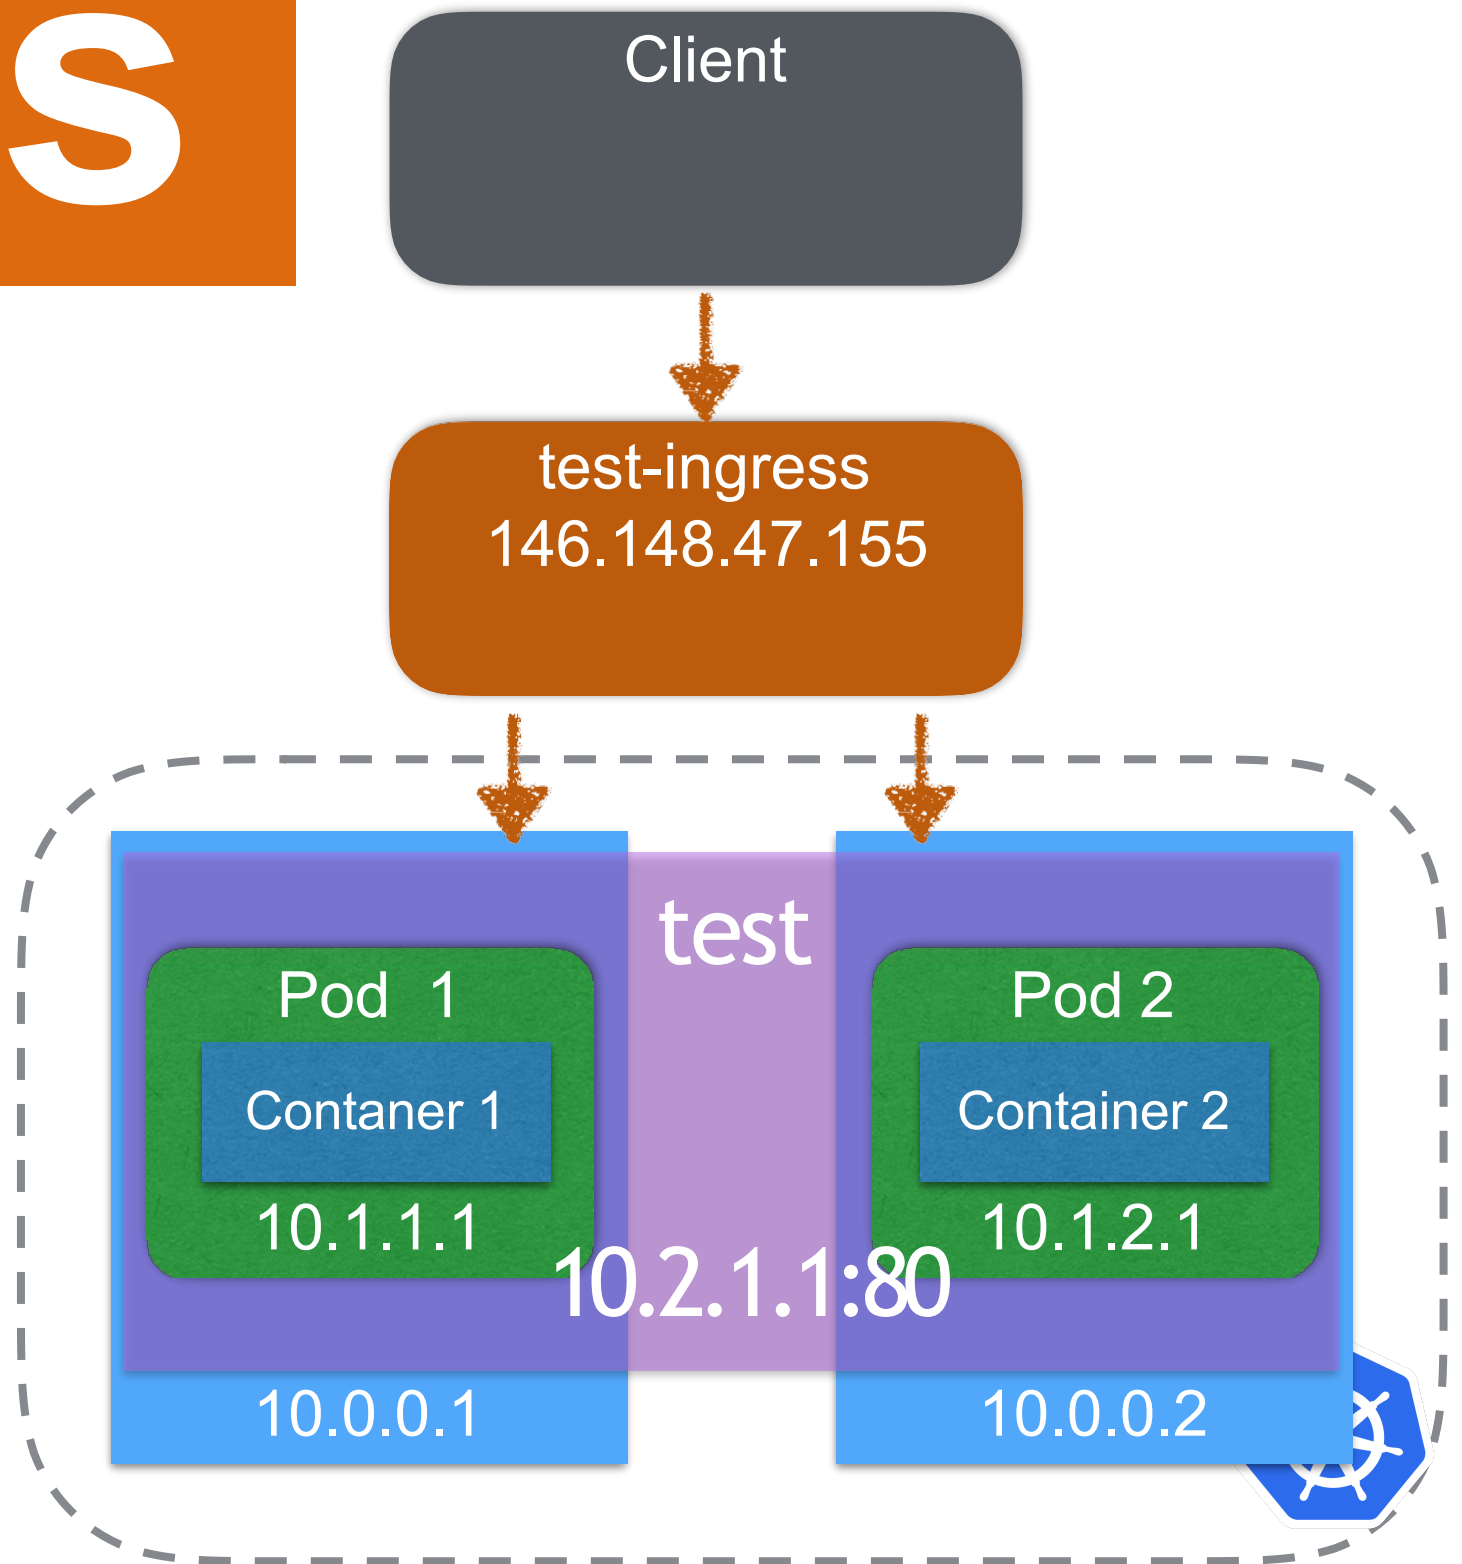 s
Client
test-ingress
146.148.47.155
test
Pod 1
Contaner 1
10.1.1.1
Pod 2
Container 2
10.1.2.1
10.2.1.1:80
10.0.0.1
10.0.0.2